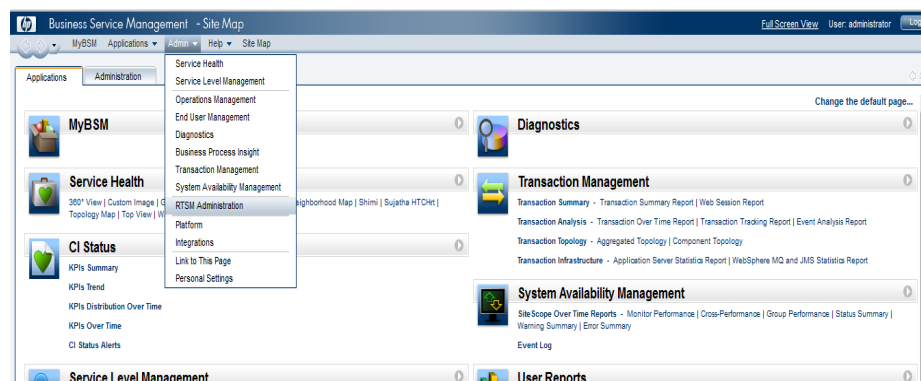 Business Service Management - Site Map
Full Screen View User: administrator
MyBSM Applications Admin Help Site Map
Service Health
Service Level Management
Operations Management
End User Management
Diagnostics
Business Process Insight
Transaction Management
System Availability Management
RTSM Administration
Platform
Integrations
Link to This Page
Personal Settings
Applications Administration
Change the default page...
MyBSM
Service Health
360° View | Custom Image |
eighborhood Map | Shimi | Sujatha HTCHrt |
Topology Map | Top View |
CI Status
KPIs Summary
KPIs Trend
KPIs Distribution Over Time
KPIs Over Time
CI Status Alerts
Service Level Management
Diagnostics
Transaction Management
Transaction Summary - Transaction Summary Report | Web Session Report
Transaction Analysis - Transaction Over Time Report | Transaction Tracking Report | Event Analysis Report
Transaction Topology - Aggregated Topology | Component Topology
Transaction Infrastructure - Application Server Statistics Report | WebSphere MQ and JMS Statistics Report
System Availability Management
SiteScope Over Time Reports - Monitor Performance | Cross-Performance | Group Performance | Status Summary |
Warning Summary | Error Summary
Event Log
User Reports